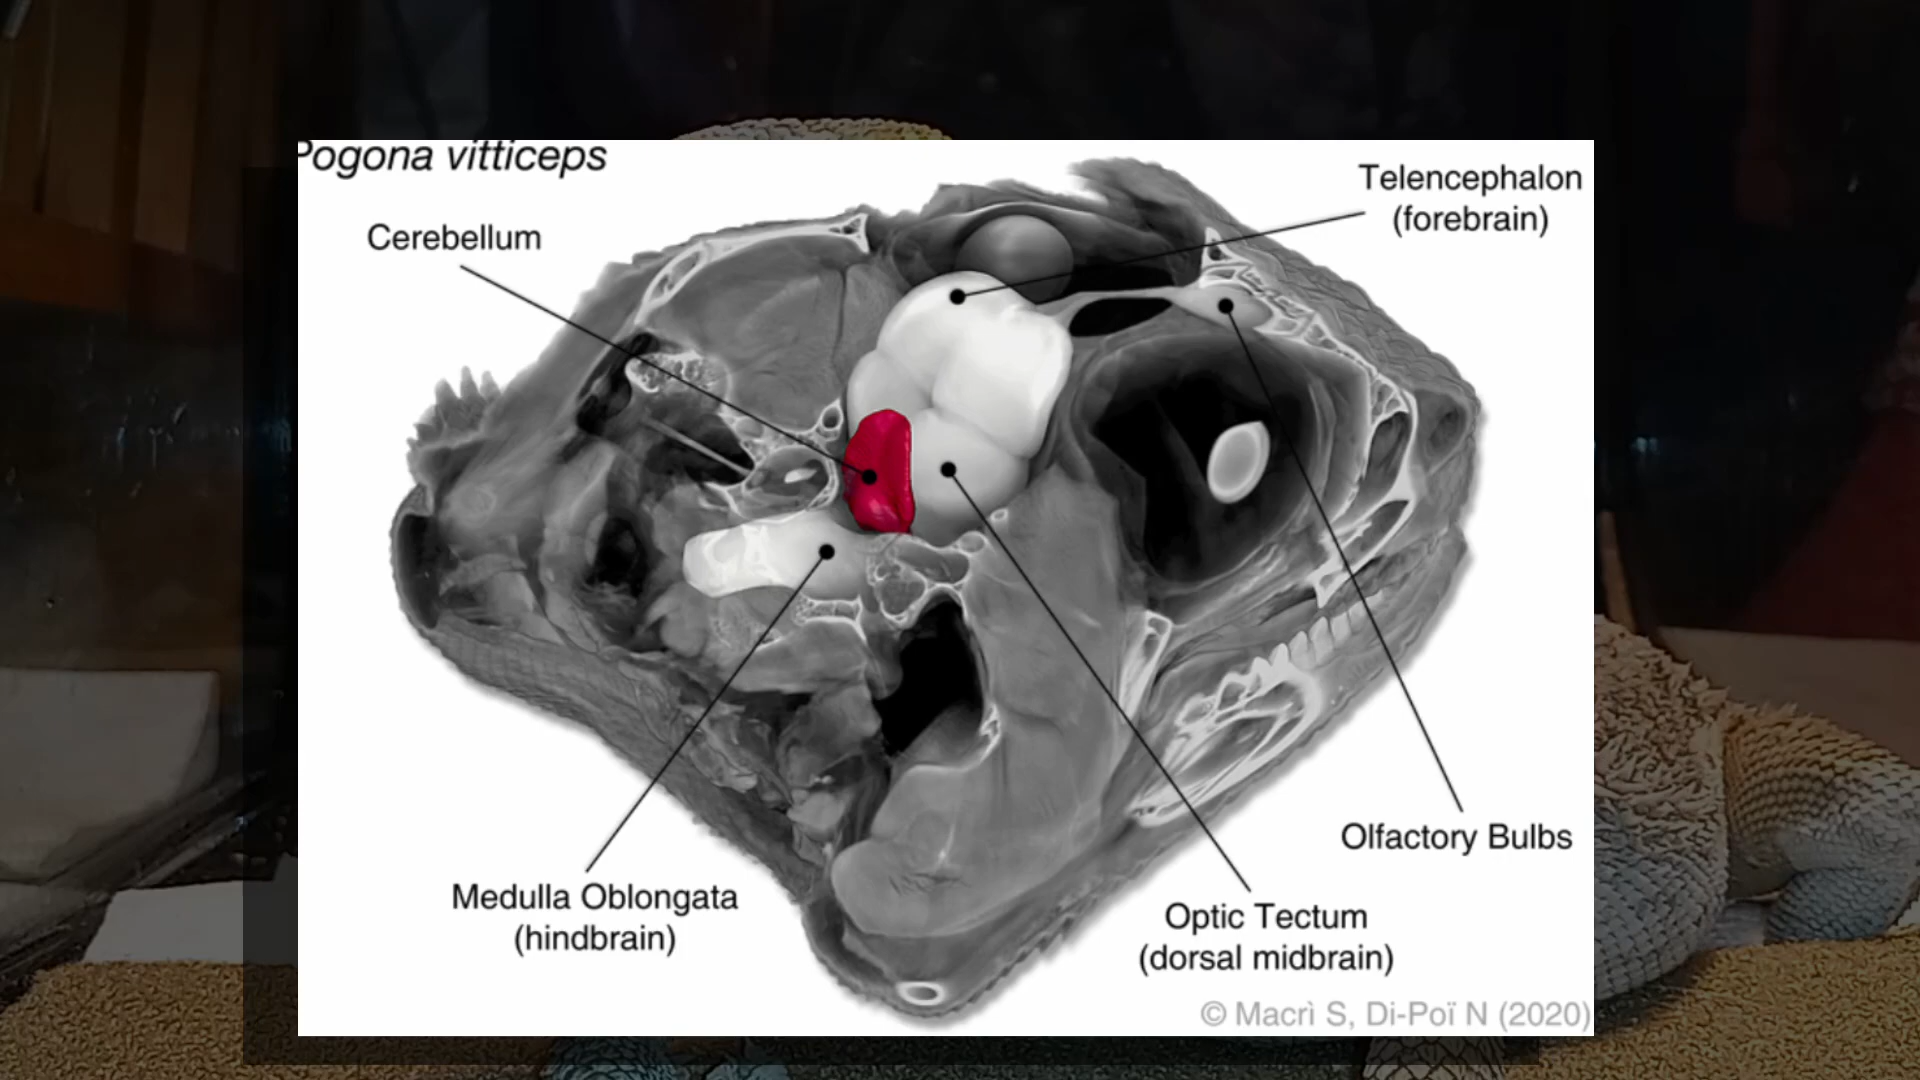 Pogona vitticeps
Telencephalon
(forebrain)
Cerebellum
Olfactory Bulbs
Medulla Oblongata
(hindbrain)
Optic Tectum
(dorsal midbrain)
© Macrì S, Di-Poï N (2020)